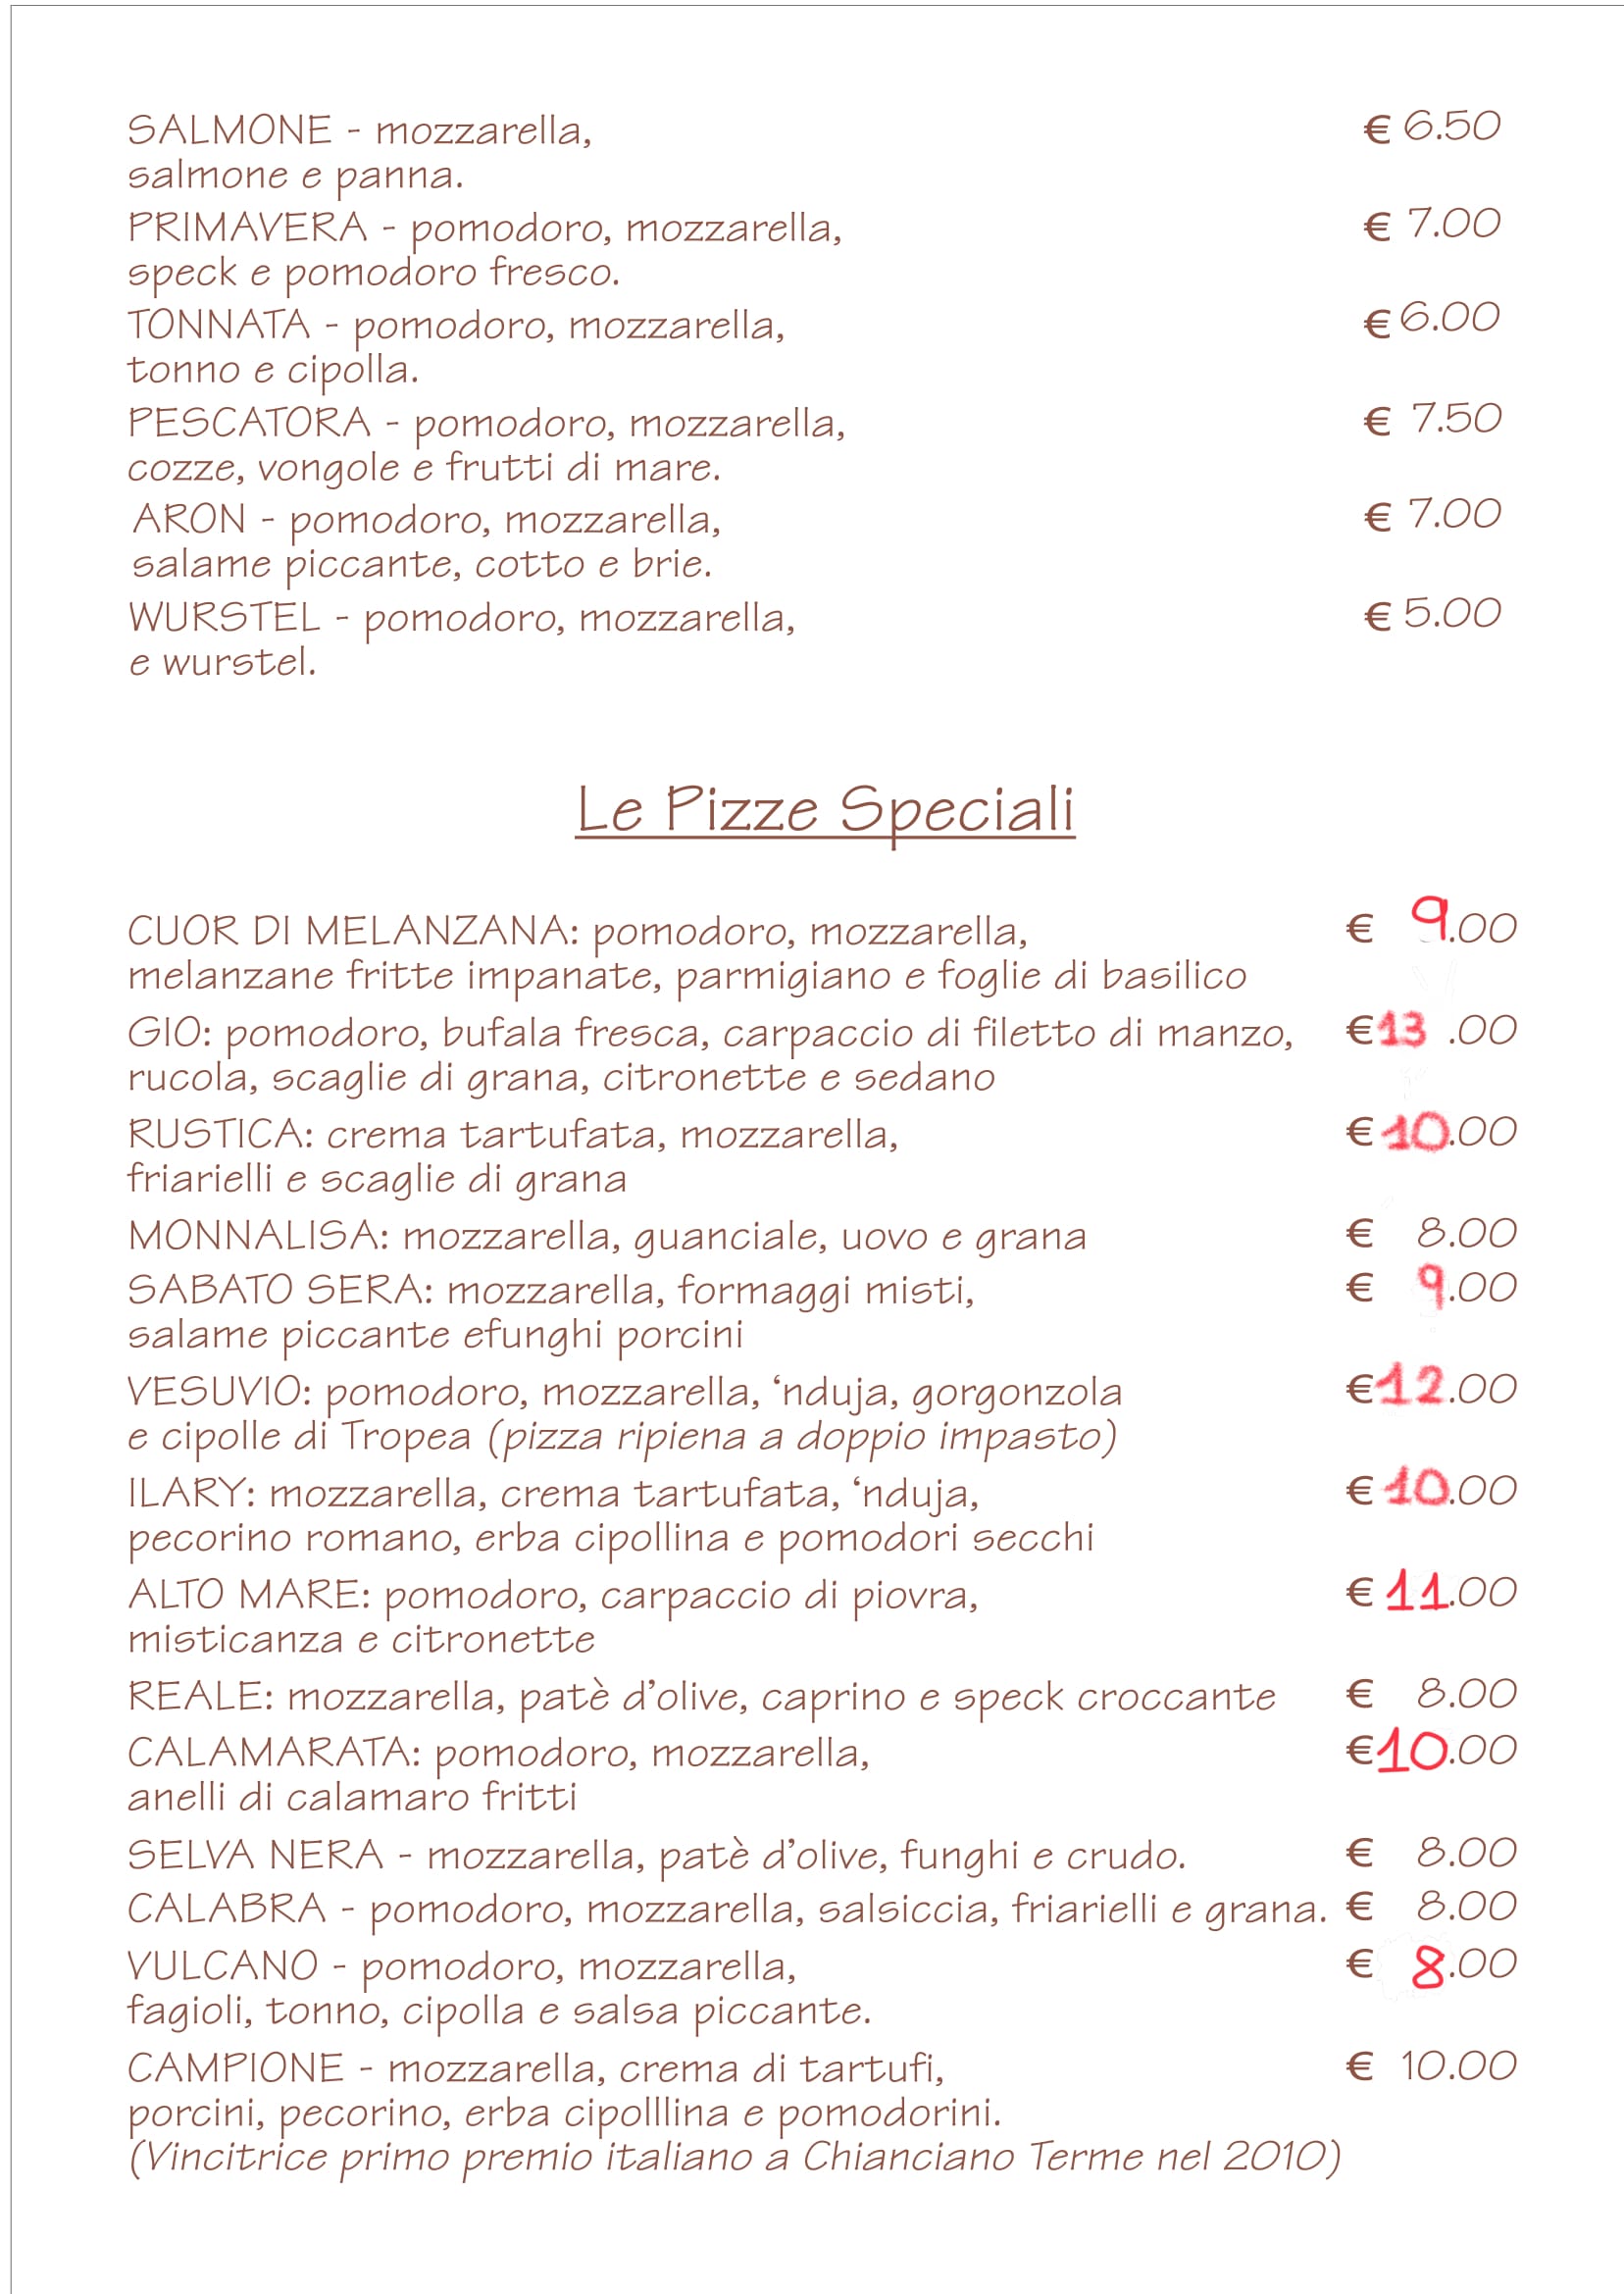 SALMONE - mozzarella, € 6.50
salmone e panna.
PRIMAVERA - pomodoro, mozzarella, € 7.00
speck e pomodoro fresco.
TONNATA - pomodoro, mozzarella, € 6.00
tonno e cipolla.
PESCATORA - pomodoro, mozzarella, € 7.50
cozze, vongole e frutti di mare.
ARON - pomodoro, mozzarella, € 7.00
salame piccante, cotto e brie.
WURSTEL - pomodoro, mozzarella, € 5.00
e wurstel.
Le Pizze Speciali
CUOR DI MELANZANA: pomodoro, mozzarella, € 9.00
melanzane fritte impanate, parmigiano e foglie di basilico
GIO: pomodoro, bufala fresca, carpaccio di filetto di manzo, €13 .00
rucola, scaglie di grana, citronette e sedano
RUSTICA: crema tartufata, mozzarella, € 10.00
friarielli e scaglie di grana
MONNALISA: mozzarella, guanciale, uovo e grana € 8.00
SABATO SERA: mozzarella, formaggi misti, € 9.00
salame piccante efunghi porcini
VESUVIO: pomodoro, mozzarella, ‘nduja, gorgonzola €12.00
e cipolle di Tropea (pizza ripiena a doppio impasto)
ILARY: mozzarella, crema tartufata, ‘nduja, € 10.00
pecorino romano, erba cipollina e pomodori secchi
ALTO MARE: pomodoro, carpaccio di piovra, € 11.00
misticanza e citronette
REALE: mozzarella, patè d’olive, caprino e speck croccante € 8.00
CALAMARATA: pomodoro, mozzarella, €10.00
anelli di calamaro fritti
SELVA NERA - mozzarella, patè d’olive, funghi e crudo. € 8.00
CALABRA - pomodoro, mozzarella, salsiccia, friarielli e grana. € 8.00
VULCANO - pomodoro, mozzarella, € 8.00
fagioli, tonno, cipolla e salsa piccante.
CAMPIONE - mozzarella, crema di tartufi, € 10.00
porcini, pecorino, erba cipolllina e pomodorini.
(Vincitrice primo premio italiano a Chianciano Terme nel 2010)